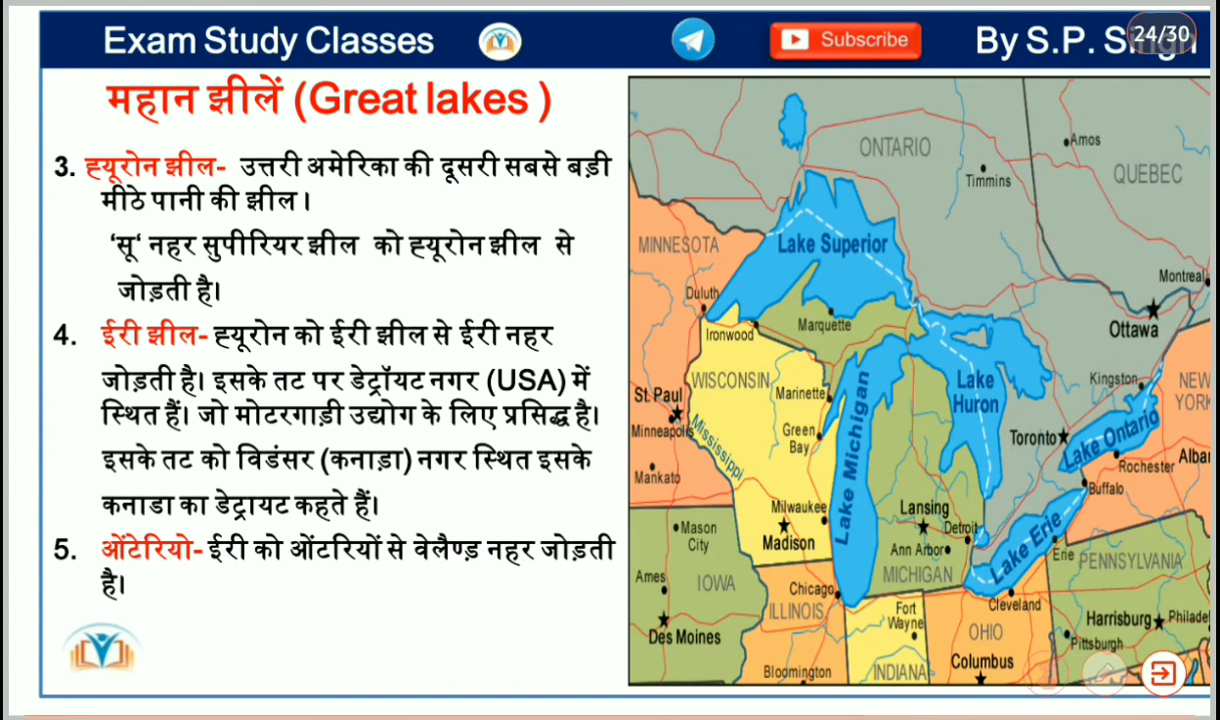 Exam Study Classes
Subscribe
By S.P. Singh
24/30
महान झीलें (Great lakes )
3. ह्यूरोन झील- उत्तरी अमेरिका की दूसरी सबसे बड़ी
मीठे पानी की झील।
'सू' नहर सुपीरियर झील को ह्यूरोन झील से
जोड़ती है।
4. ईरी झील- ह्यूरोन को ईरी झील से ईरी नहर
जोड़ती है। इसके तट पर डेट्रॉयट नगर (USA) में
स्थित हैं। जो मोटरगाड़ी उद्योग के लिए प्रसिद्ध है।
इसके तट को विडंसर (कनाड़ा) नगर स्थित इसके
कनाडा का डेट्रायट कहते हैं।
5. ओंटेरियो- ईरी को ओंटरियों से वेलैण्ड़ नहर जोड़ती
है।
ONTARIO
Amos
QUEBEC
Timmins
MINNESOTA
Lake Superior
Montreal
Duluth
Ottawa
Ironwood
Marquette
WISCONSIN
Marinette
Lake
Huron
Kingston
NEW
YORK
St. Paul
Minneapolis
Mississippi
Green
Bay
Lake Michigan
Toronto
Lake Ontario
Rochester
Alba
Mankato
Buffalo
Milwaukee
Lansing
Mason
City
Madison
Detroit
Ann Arbor
Lake Erie
Erie
PENNSYLVANIA
Ames
IOWA
Chicago
MICHIGAN
ILLINOIS
Fort
Wayne
Cleveland
Harrisburg
Philade
Des Moines
OHIO
Pittsburgh
Bloomington
INDIANA
Columbus